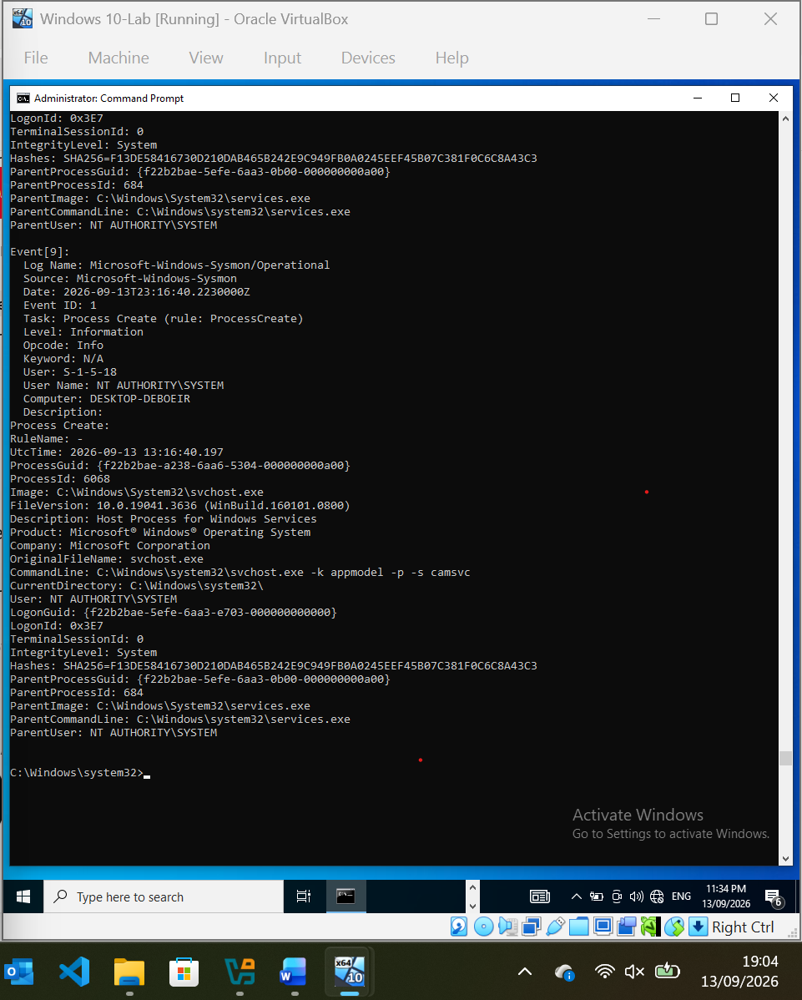 Windows 10-Lab [Running] - Oracle VirtualBox
File Machine View Input Devices Help
Administrator: Command Prompt
LogonId: 0x3E7
TerminalSessionId: 0
IntegrityLevel: System
Hashes: SHA256=F13DE58416730D210DAB465B242E9C949FB0A0245EEF45B07C381F0C6C8A43C3
ParentProcessGuid: {f22b2bae-5efe-6aa3-0b00-000000000a00}
ParentProcessId: 684
ParentImage: C:\Windows\System32\services.exe
ParentCommandLine: C:\Windows\system32\services.exe
ParentUser: NT AUTHORITY\SYSTEM
Event[9]:
Log Name: Microsoft-Windows-Sysmon/Operational
Source: Microsoft-Windows-Sysmon
Date: 2026-09-13T23:16:40.2230000Z
Event ID: 1
Task: Process Create (rule: ProcessCreate)
Level: Information
Opcode: Info
Keyword: N/A
User: S-1-5-18
User Name: NT AUTHORITY\SYSTEM
Computer: DESKTOP-DEBOEIR
Description:
Process Create:
RuleName: -
UtcTime: 2026-09-13 13:16:40.197
ProcessGuid: {f22b2bae-a238-6aa6-5304-000000000a00}
ProcessId: 6068
Image: C:\Windows\System32\svchost.exe
FileVersion: 10.0.19041.3636 (WinBuild.160101.0800)
Description: Host Process for Windows Services
Product: Microsoft® Windows® Operating System
Company: Microsoft Corporation
OriginalFileName: svchost.exe
CommandLine: C:\Windows\system32\svchost.exe -k appmodel -p -s camsvc
CurrentDirectory: C:\Windows\system32\
User: NT AUTHORITY\SYSTEM
LogonGuid: {f22b2bae-5efe-6aa3-e703-000000000000}
LogonId: 0x3E7
TerminalSessionId: 0
IntegrityLevel: System
Hashes: SHA256=F13DE58416730D210DAB465B242E9C949FB0A0245EEF45B07C381F0C6C8A43C3
ParentProcessGuid: {f22b2bae-5efe-6aa3-0b00-000000000a00}
ParentProcessId: 684
ParentImage: C:\Windows\System32\services.exe
ParentCommandLine: C:\Windows\system32\services.exe
ParentUser: NT AUTHORITY\SYSTEM
C:\Windows\system32>
Activate Windows
Go to Settings to activate Windows.
Type here to search
ENG
11:34 PM
13/09/2026
6
Right Ctrl
x64
10
19:04
13/09/2026